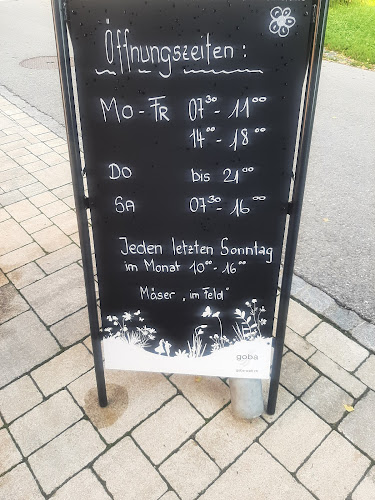 Öffnungszeiten :
MO - FR 07³⁰ - 11⁰⁰
14⁰⁰ - 18⁰⁰
DO bis 21⁰⁰
SA 07³⁰ - 16⁰⁰
Jeden letzten Sonntag
im Monat 10⁰⁰ - 16⁰⁰
Mäser „im Feld"
goba